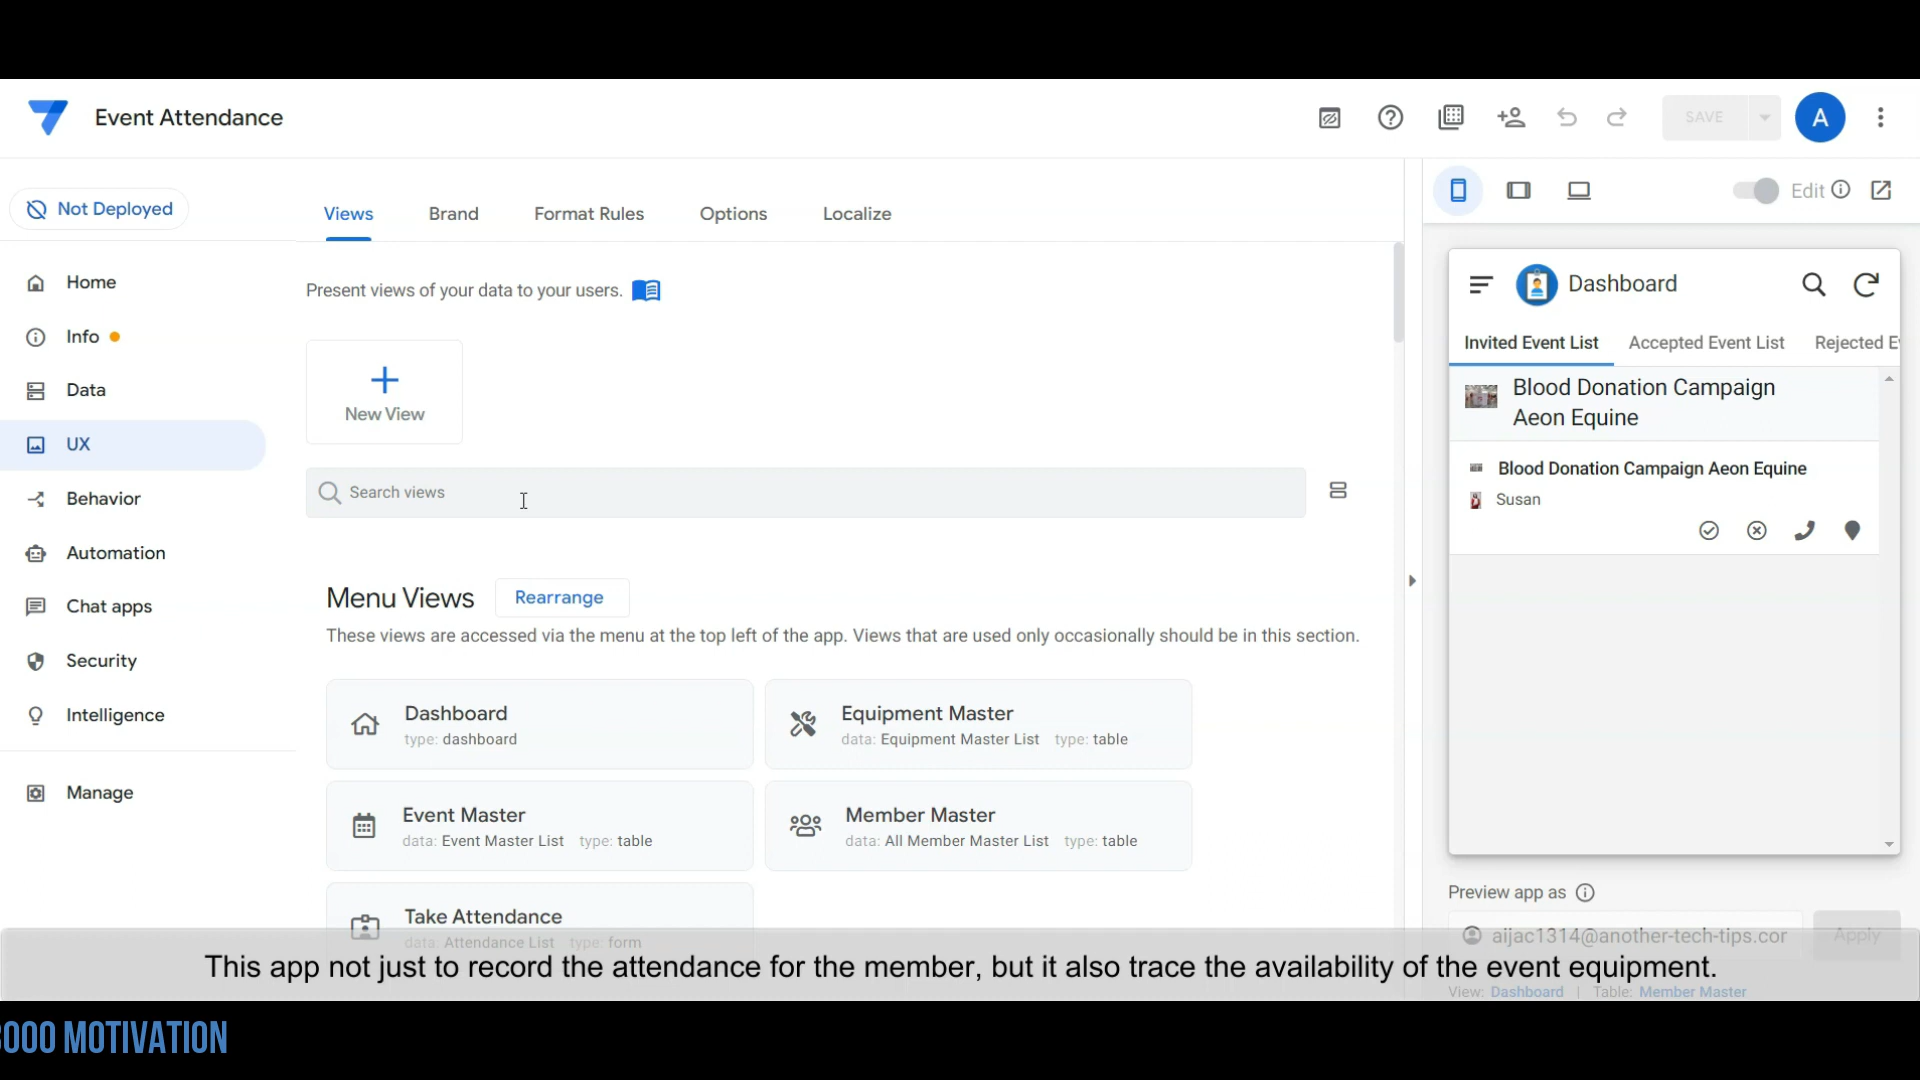 Event Attendance
SAVE
A
Not Deployed
Home
Info
Data
UX
Behavior
Automation
Chat apps
Security
Intelligence
Manage
Views
Brand
Format Rules
Options
Localize
Present views of your data to your users.
New View
Search views
Menu Views
Rearrange
These views are accessed via the menu at the top left of the app. Views that are used only occasionally should be in this section.
Dashboard
type: dashboard
Equipment Master
data: Equipment Master List type: table
Event Master
data: Event Master List type: table
Member Master
data: All Member Master List type: table
Take Attendance
data: Attendance List type: form
Edit
Dashboard
Invited Event List
Accepted Event List
Rejected E
Blood Donation Campaign
Aeon Equine
Blood Donation Campaign Aeon Equine
Susan
Preview app as
aijac1314@another-tech-tips.cor
Apply
View: Dashboard | Table: Member Master
This app not just to record the attendance for the member, but it also trace the availability of the event equipment.
000 MOTIVATION